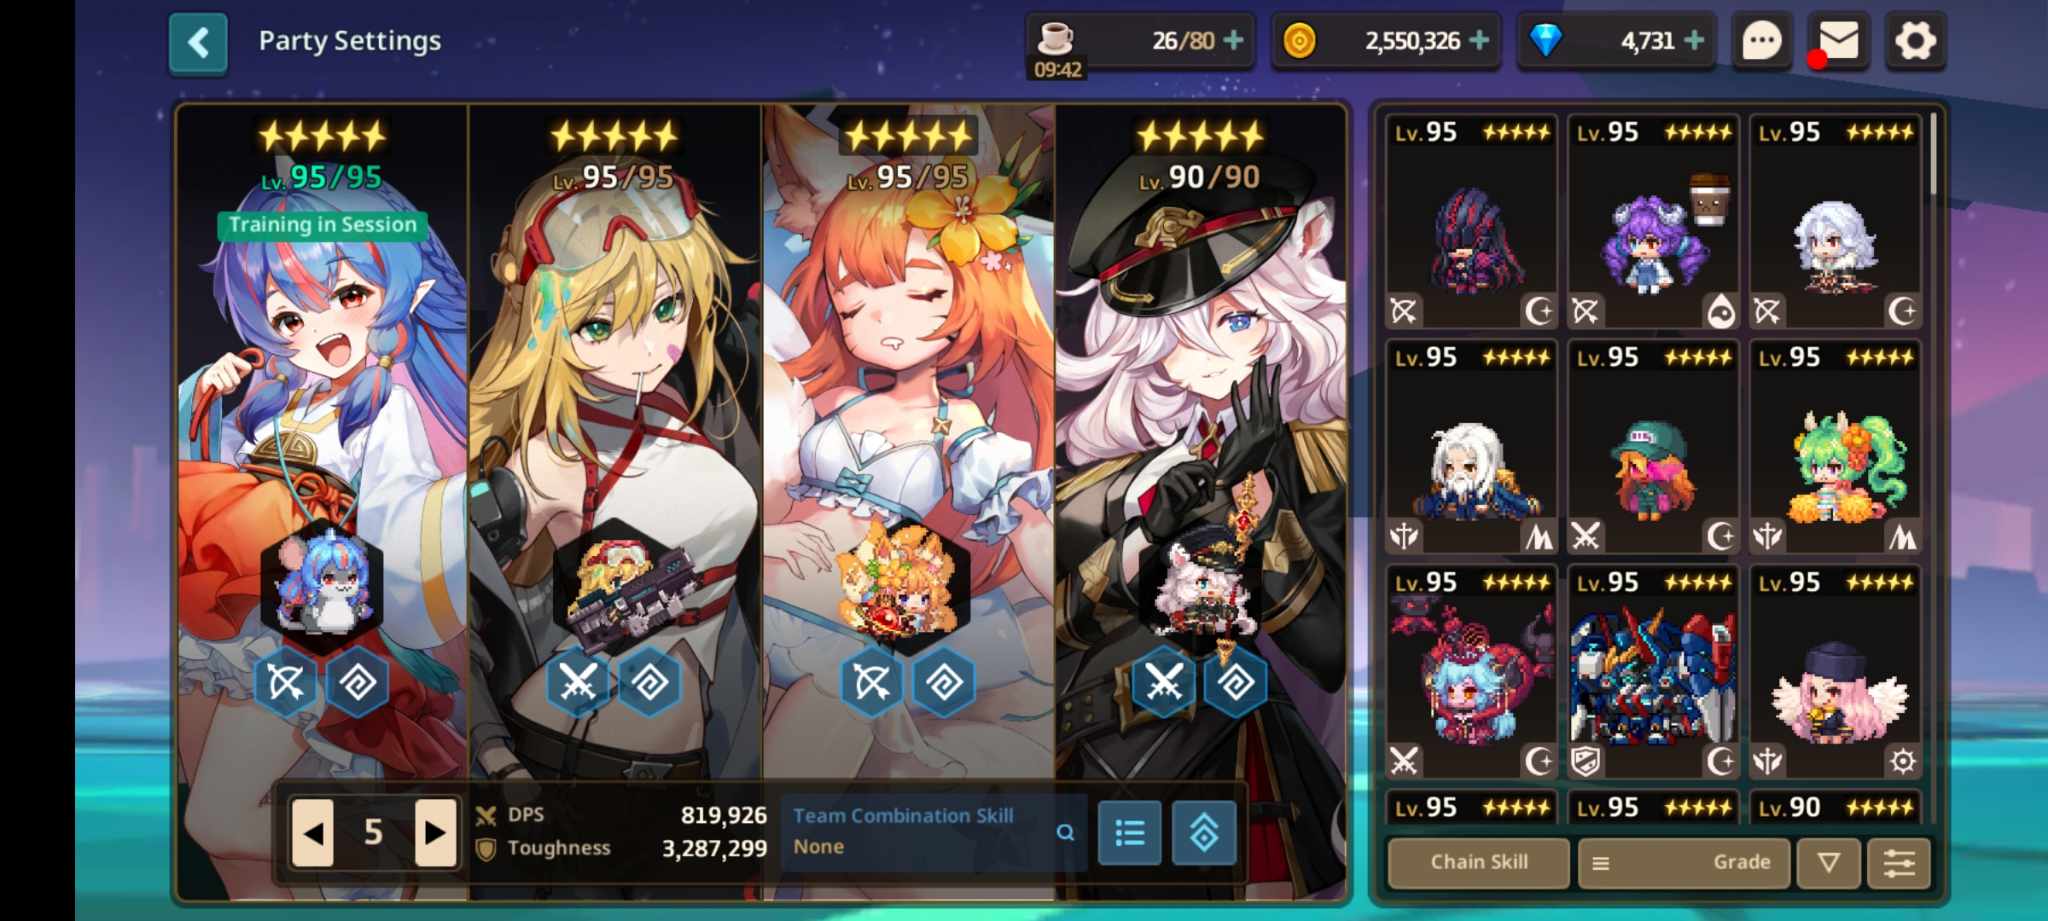 Party Settings
26/80
09:42
2,550,326
4,731
Lv.95/95
Training in Session
Lv.95/95
Lv.95/95
Lv.90/90
5
DPS 819,926
Toughness 3,287,299
Team Combination Skill
None
Lv.95
Lv.95
Lv.95
Lv.95
Lv.95
Lv.95
Lv.95
Lv.95
Lv.95
Lv.95
Lv.95
Lv.90
Chain Skill
Grade